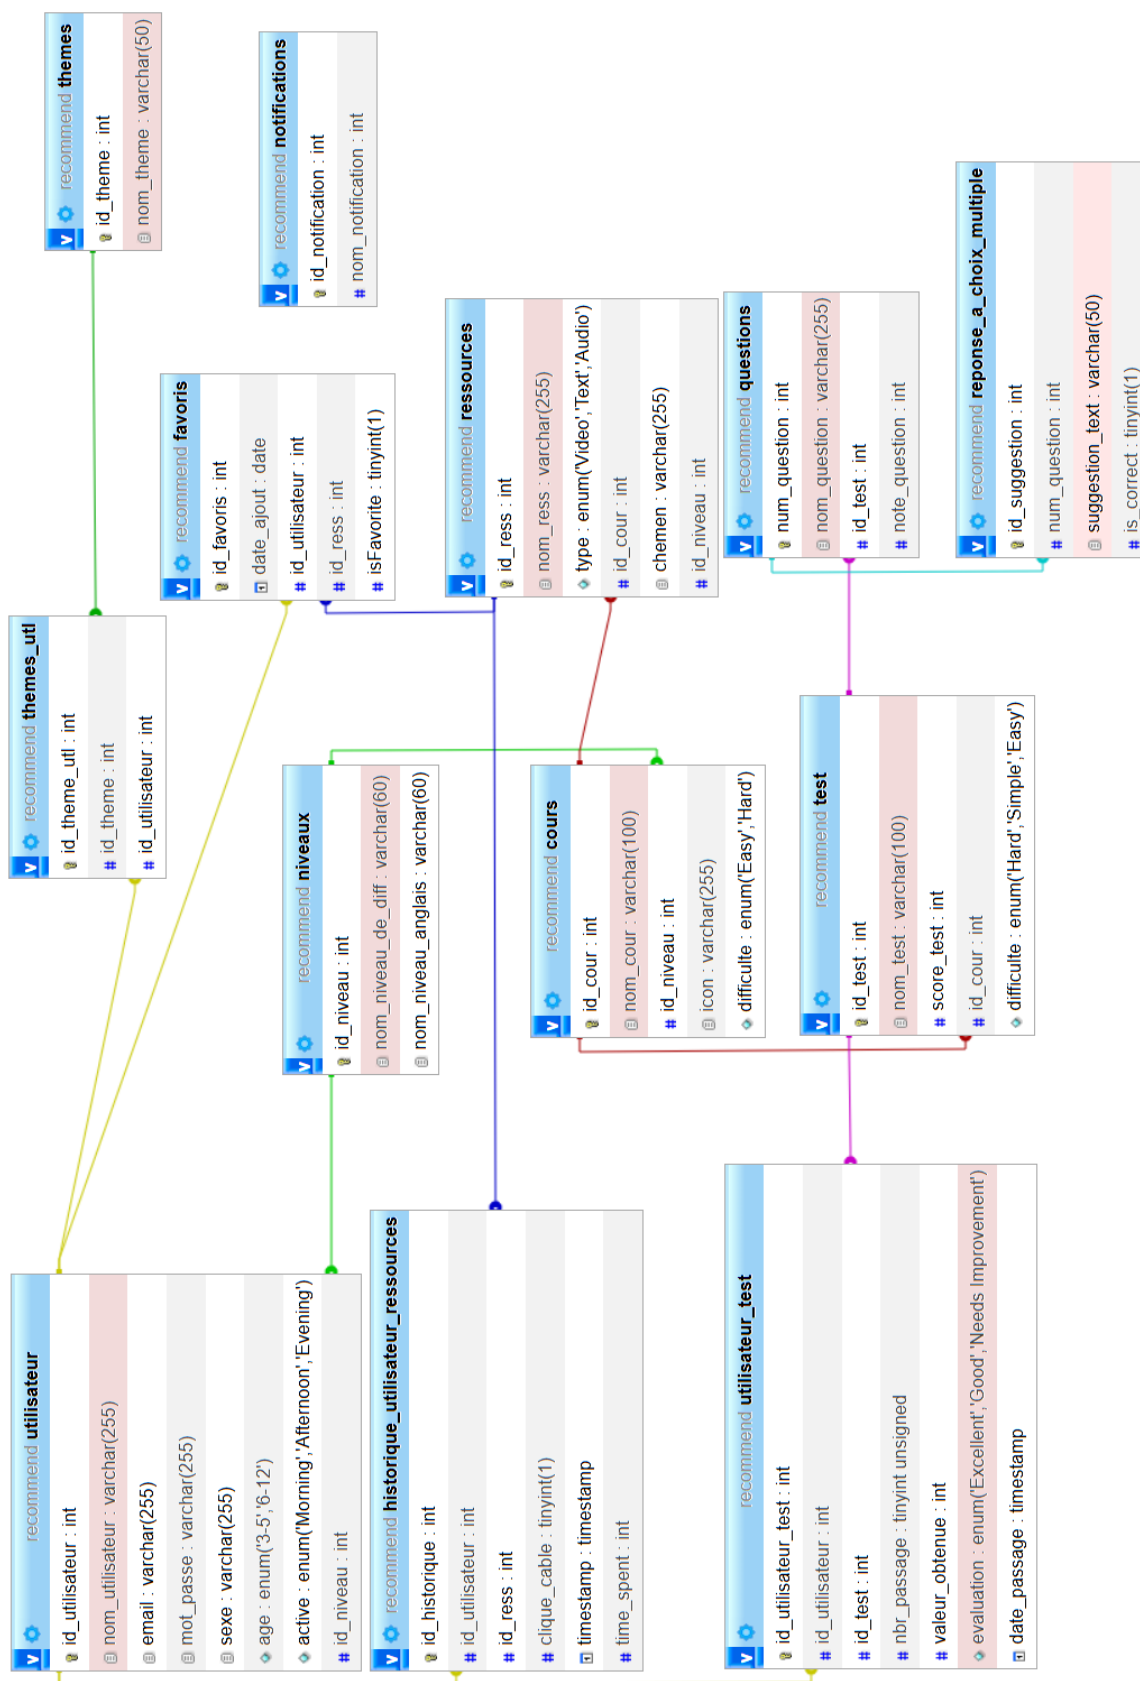 recommend utilisateur
id_utilisateur : int
nom_utilisateur : varchar(255)
email : varchar(255)
mot_passe : varchar(255)
sexe : varchar(255)
age : enum('3-5','6-12')
active : enum('Morning','Afternoon','Evening')
id_niveau : int
recommend historique_utilisateur_ressources
id_historique : int
id_utilisateur : int
id_ress : int
clique_cable : tinyint(1)
timestamp : timestamp
time_spent : int
recommend utilisateur_test
id_utilisateur_test : int
id_utilisateur : int
id_test : int
nbr_passage : tinyint unsigned
valeur_obtenue : int
evaluation : enum('Excellent','Good','Needs Improvement')
date_passage : timestamp
recommend themes_utl
id_theme_utl : int
id_theme : int
id_utilisateur : int
recommend niveaux
id_niveau : int
nom_niveau_de_diff : varchar(60)
nom_niveau_anglais : varchar(60)
recommend cours
id_cour : int
nom_cour : varchar(100)
id_niveau : int
icon : varchar(255)
difficulte : enum('Easy','Hard')
recommend test
id_test : int
nom_test : varchar(100)
score_test : int
id_cour : int
difficulte : enum('Hard','Simple','Easy')
recommend themes
id_theme : int
nom_theme : varchar(50)
recommend favoris
id_favoris : int
date_ajout : date
id_utilisateur : int
id_ress : int
isFavorite : tinyint(1)
recommend notifications
id_notification : int
nom_notification : int
recommend ressources
id_ress : int
nom_ress : varchar(255)
type : enum('Video','Text','Audio')
id_cour : int
chemen : varchar(255)
id_niveau : int
recommend questions
num_question : int
nom_question : varchar(255)
id_test : int
note_question : int
recommend reponse_a_choix_multiple
id_suggestion : int
num_question : int
suggestion_text : varchar(50)
is_correct : tinyint(1)